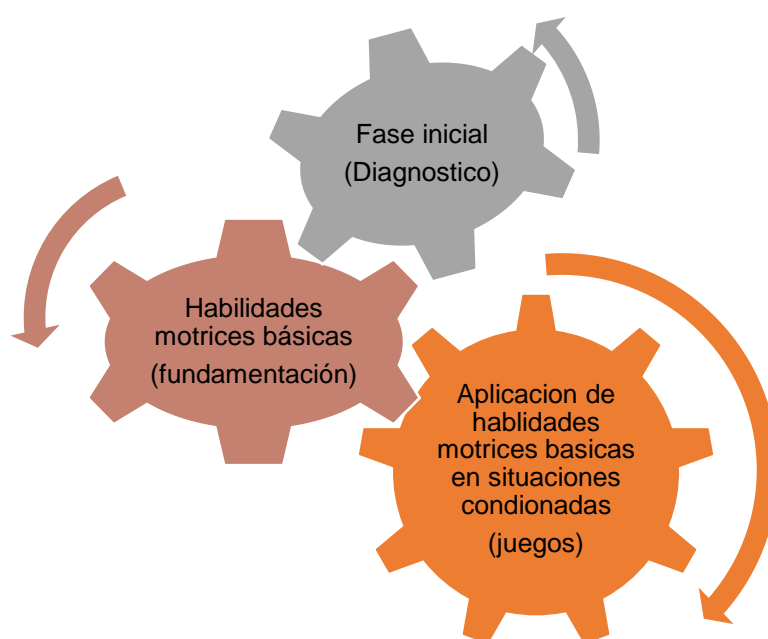 Fase inicial
(Diagnostico)
Habilidades
motrices básicas
(fundamentación)
Aplicacion de
hablidades
motrices basicas
en situaciones
condionadas
(juegos)